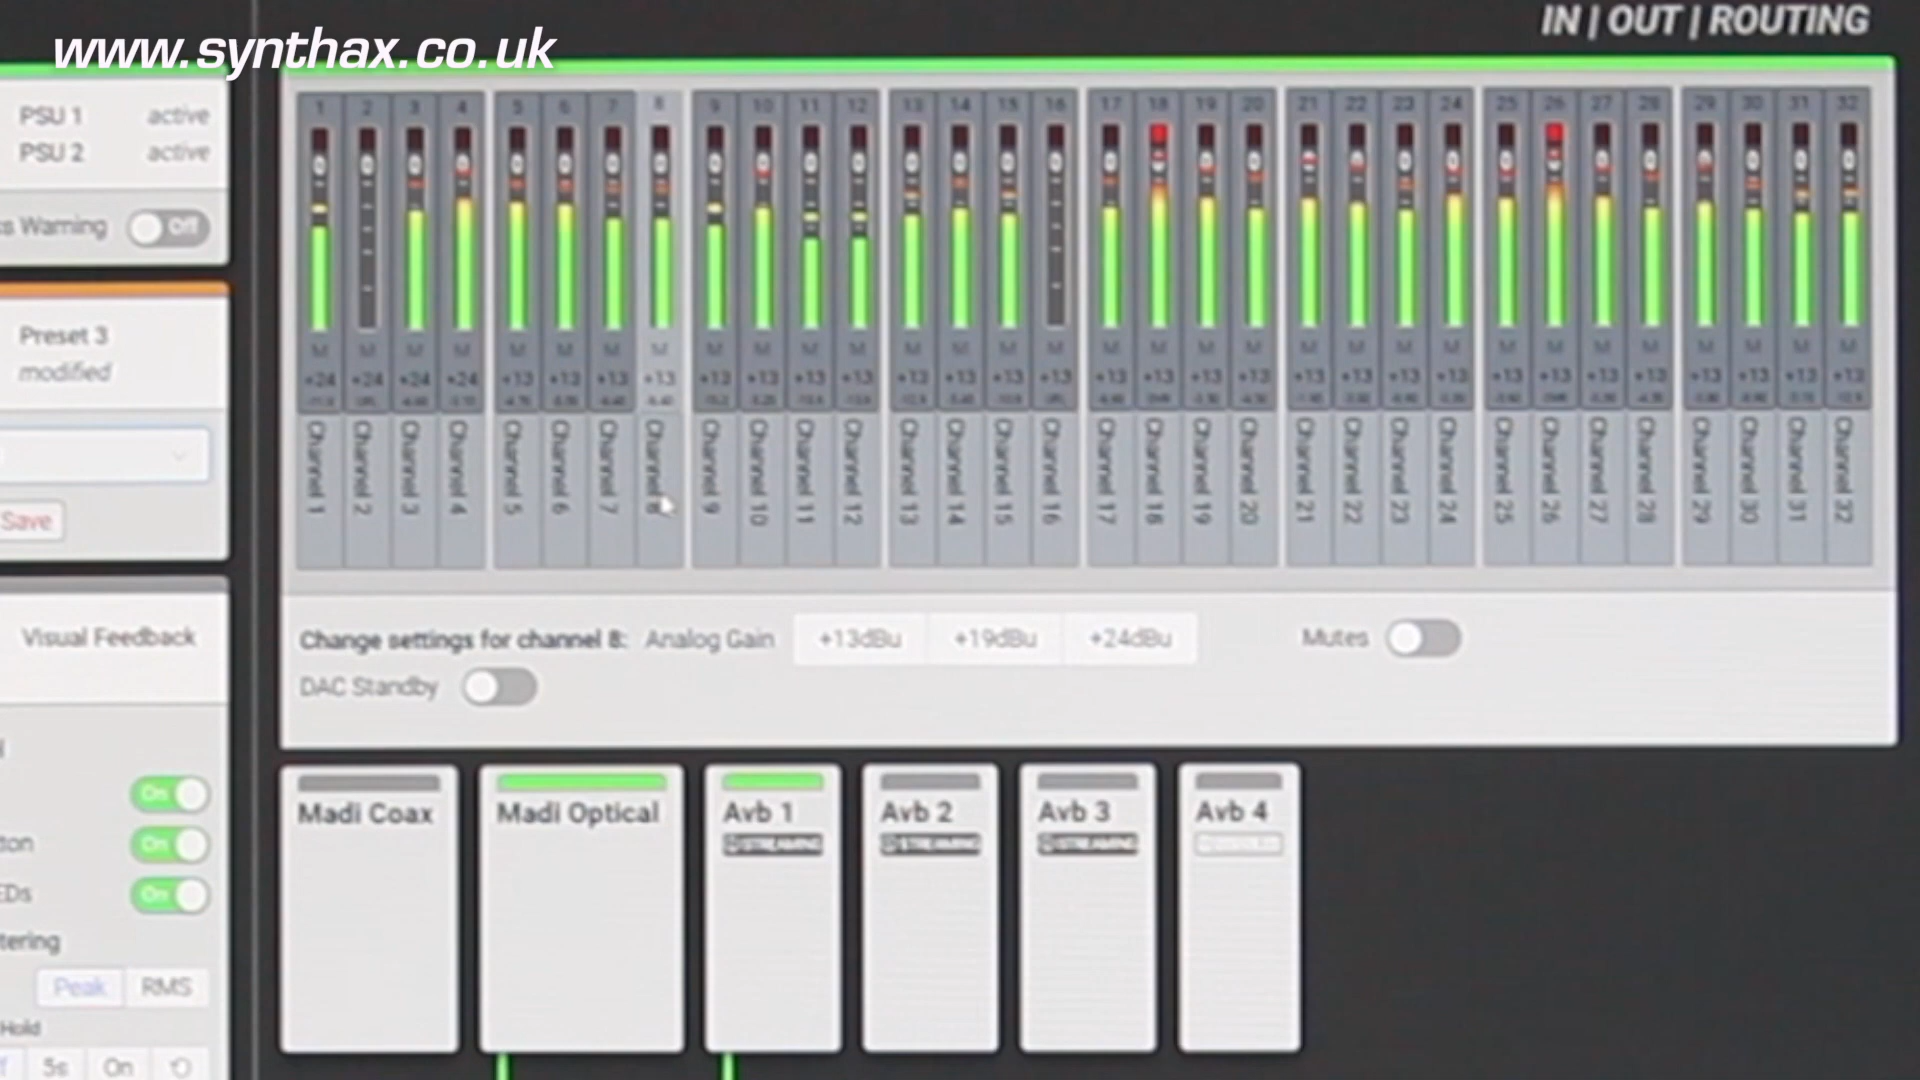 www.synthax.co.uk
IN | OUT | ROUTING
PSU 1 active
PSU 2 active
Warning Off
Preset 3
modified
Save
Visual Feedback
On
On
On
Peak RMS
Hold
5s On
1 2 3 4 5 6 7 8 9 10 11 12 13 14 15 16 17 18 19 20 21 22 23 24 25 26 27 28 29 30 31 32
M M M M M M M M M M M M M M M M M M M M M M M M M M M M M M M M
+24 +24 +24 +24 +13 +13 +13 +13 +13 +13 +13 +13 +13 +13 +13 +13 +13 +13 +13 +13 +13 +13 +13 +13 +13 +13 +13 +13 +13 +13 +13 +13
Channel 1
Channel 2
Channel 3
Channel 4
Channel 5
Channel 6
Channel 7
Channel 8
Channel 9
Channel 10
Channel 11
Channel 12
Channel 13
Channel 14
Channel 15
Channel 16
Channel 17
Channel 18
Channel 19
Channel 20
Channel 21
Channel 22
Channel 23
Channel 24
Channel 25
Channel 26
Channel 27
Channel 28
Channel 29
Channel 30
Channel 31
Channel 32
Change settings for channel 8: Analog Gain +13dBu +19dBu +24dBu Mutes
DAC Standby
Madi Coax
Madi Optical
Avb 1
STREAMING
Avb 2
STREAMING
Avb 3
STREAMING
Avb 4